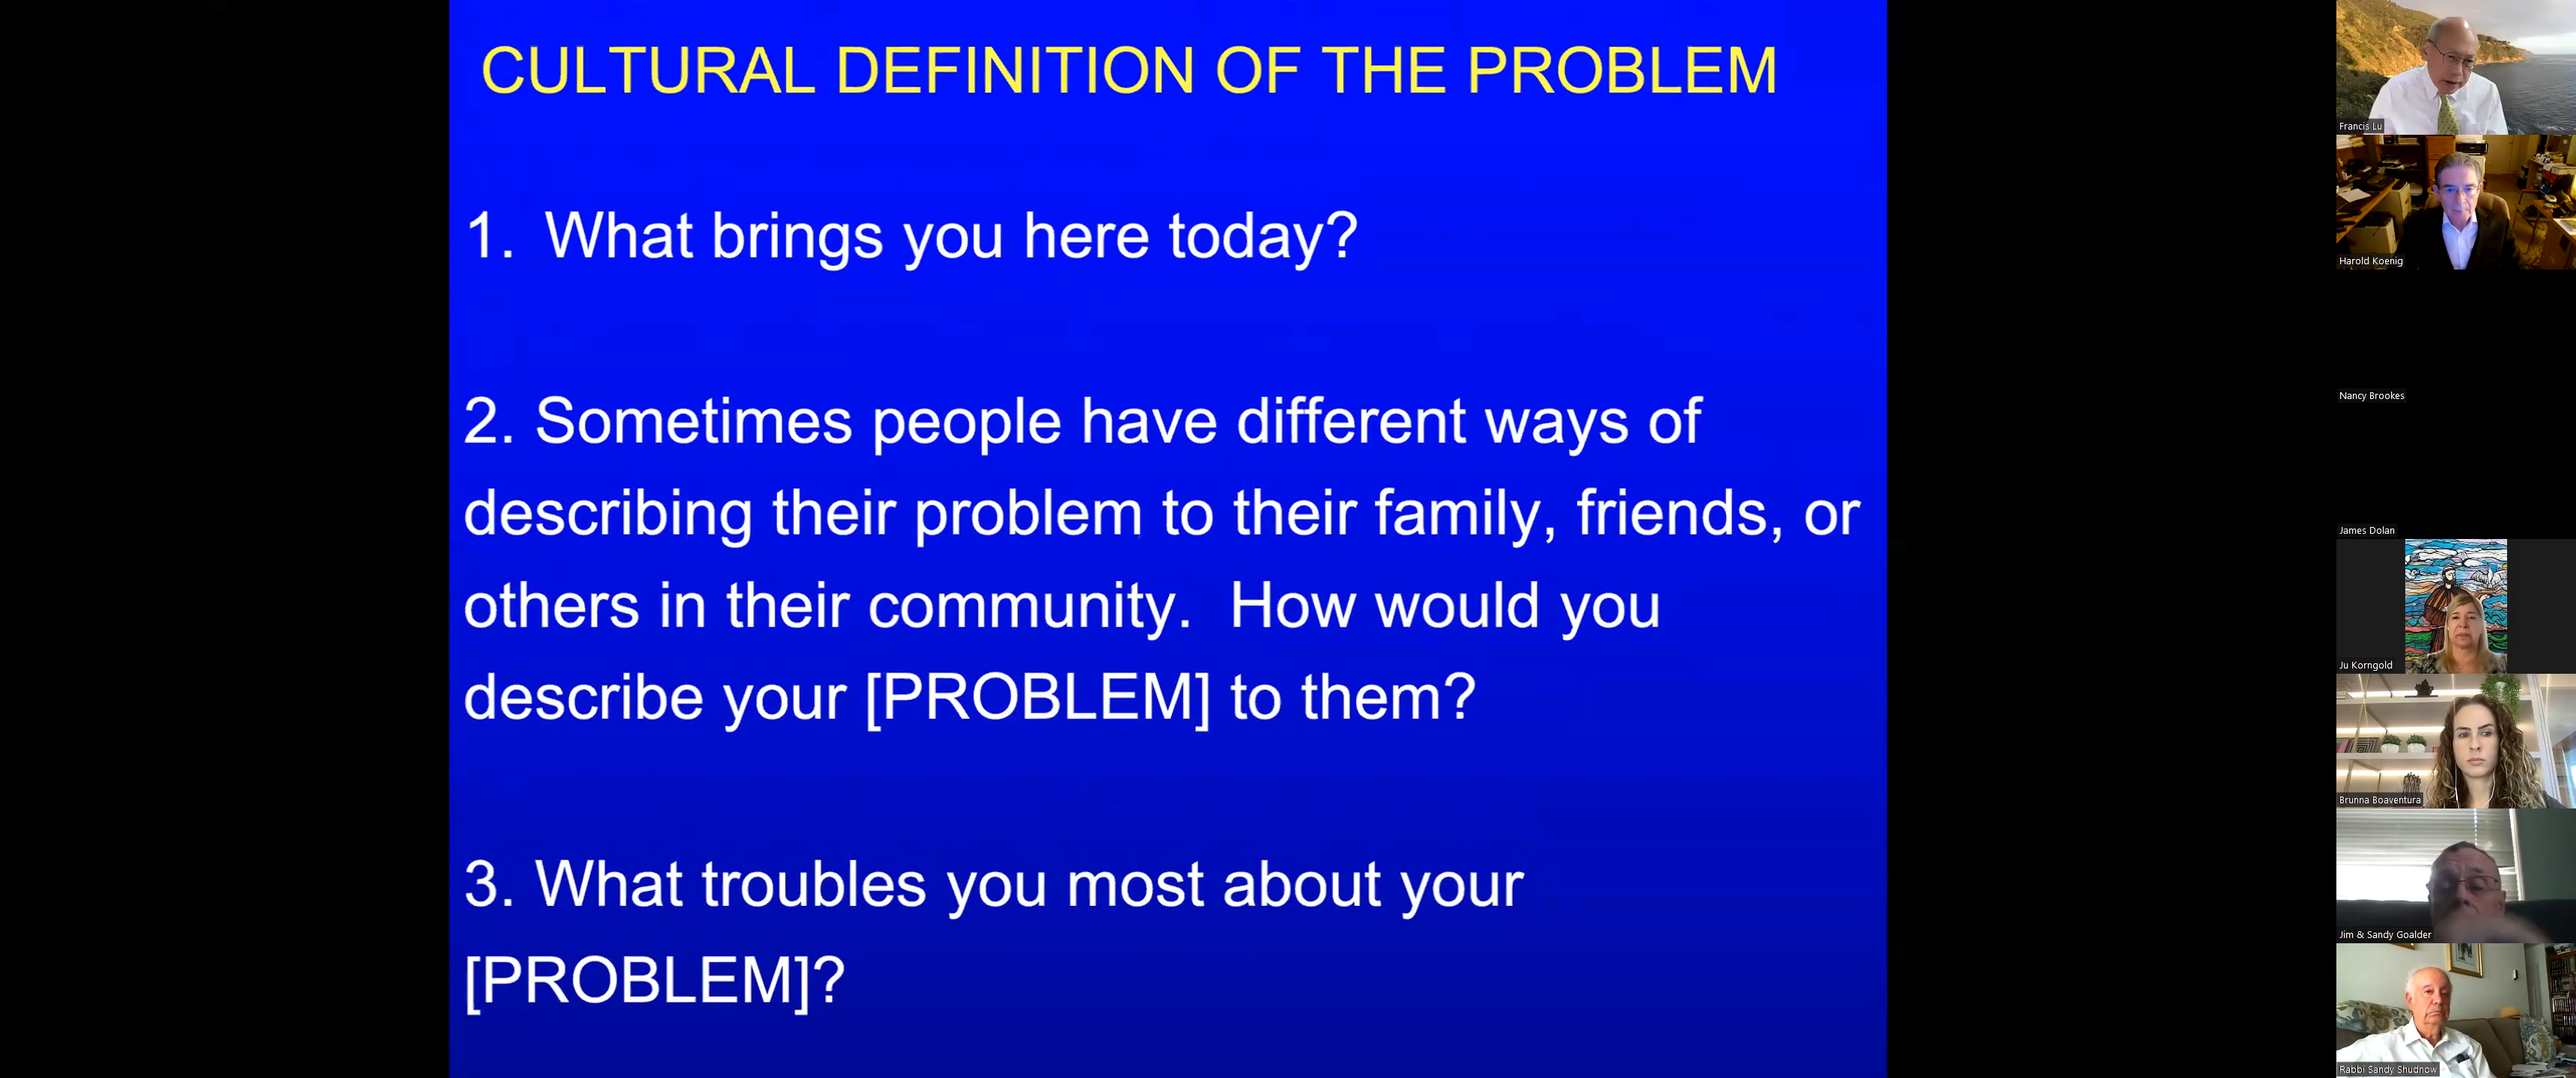 CULTURAL DEFINITION OF THE PROBLEM
1. What brings you here today?
2. Sometimes people have different ways of
describing their problem to their family, friends, or
others in their community. How would you
describe your [PROBLEM] to them?
3. What troubles you most about your
[PROBLEM]?
Francis Lu
Harold Koenig
Nancy Brookes
James Dolan
Ju Korngold
Brunna Boaventura
Jim & Sandy Goalder
Rabbi Sandy Shudnow